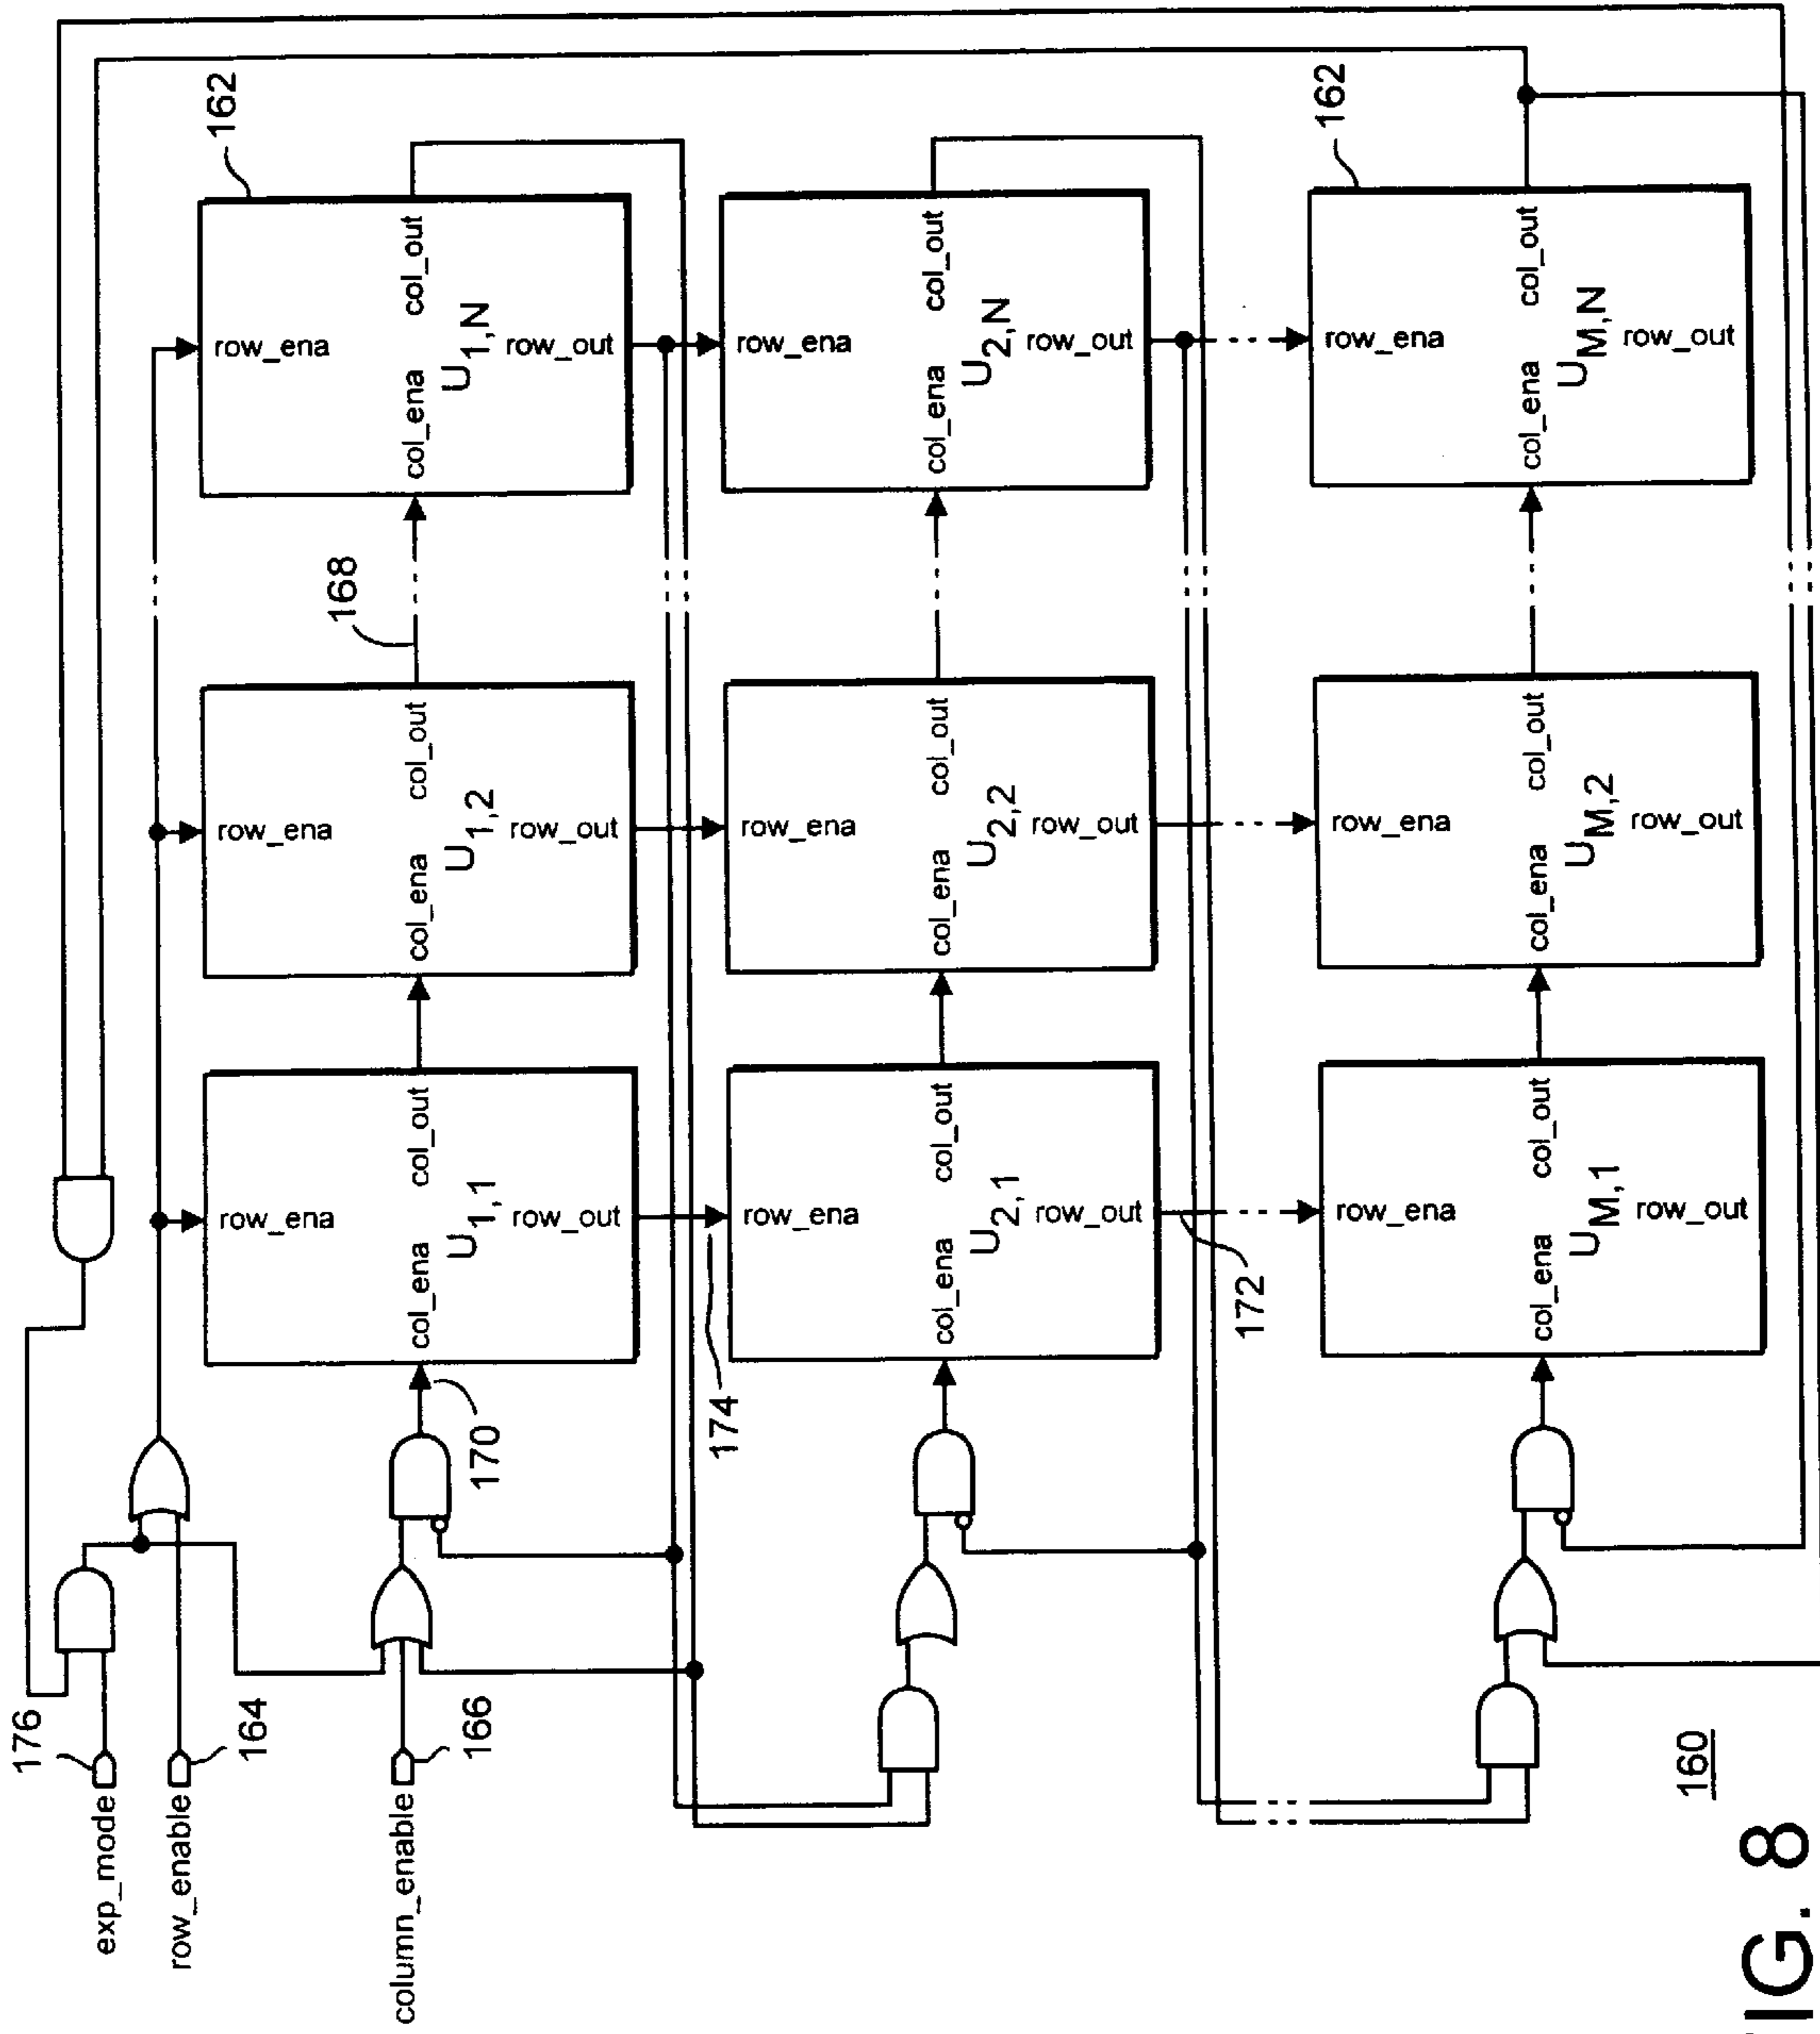 176
exp_mode
row_enable
164
column_enable
166
170
row_ena
col_ena
col_out
U1,1
row_out
row_ena
col_ena
col_out
U1,2
row_out
168
row_ena
col_ena
col_out
U1,N
row_out
162
174
row_ena
col_ena
col_out
U2,1
row_out
172
row_ena
col_ena
col_out
U2,2
row_out
row_ena
col_ena
col_out
U2,N
row_out
row_ena
col_ena
col_out
UM,1
row_out
row_ena
col_ena
col_out
UM,2
row_out
row_ena
col_ena
col_out
UM,N
row_out
162
160
IG. 8